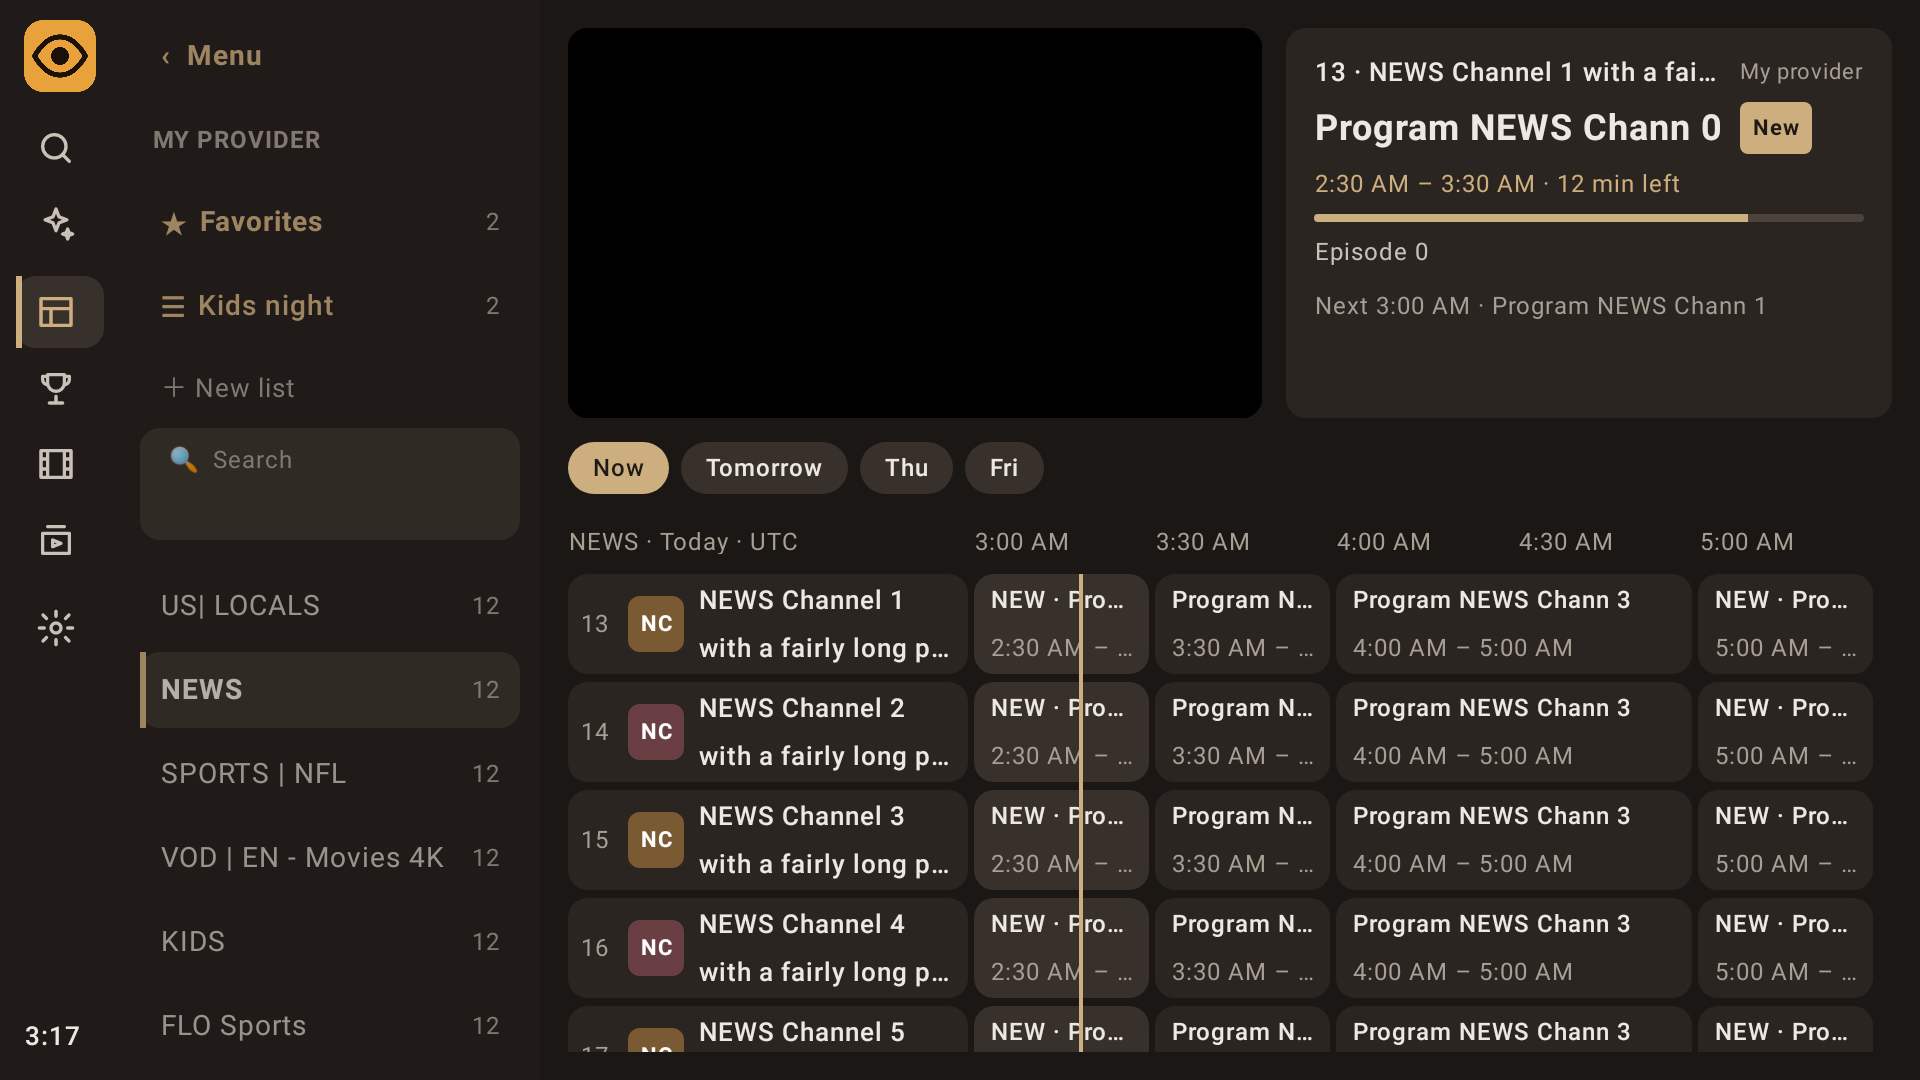 ‹ Menu
MY PROVIDER
★ Favorites 2
☰ Kids night 2
+ New list
🔍 Search
US| LOCALS 12
NEWS 12
SPORTS | NFL 12
VOD | EN - Movies 4K 12
KIDS 12
FLO Sports 12
3:17
13 · NEWS Channel 1 with a fai… My provider
Program NEWS Chann 0 New
2:30 AM – 3:30 AM · 12 min left
Episode 0
Next 3:00 AM · Program NEWS Chann 1
Now Tomorrow Thu Fri
NEWS · Today · UTC 3:00 AM 3:30 AM 4:00 AM 4:30 AM 5:00 AM
13 NC NEWS Channel 1 NEW · Pro… Program N… Program NEWS Chann 3 NEW · Pro…
with a fairly long p… 2:30 AM – … 3:30 AM – … 4:00 AM – 5:00 AM 5:00 AM – …
14 NC NEWS Channel 2 NEW · Pro… Program N… Program NEWS Chann 3 NEW · Pro…
with a fairly long p… 2:30 AM – … 3:30 AM – … 4:00 AM – 5:00 AM 5:00 AM – …
15 NC NEWS Channel 3 NEW · Pro… Program N… Program NEWS Chann 3 NEW · Pro…
with a fairly long p… 2:30 AM – … 3:30 AM – … 4:00 AM – 5:00 AM 5:00 AM – …
16 NC NEWS Channel 4 NEW · Pro… Program N… Program NEWS Chann 3 NEW · Pro…
with a fairly long p… 2:30 AM – … 3:30 AM – … 4:00 AM – 5:00 AM 5:00 AM – …
17 NC NEWS Channel 5 NEW · Pro… Program N… Program NEWS Chann 3 NEW · Pro…